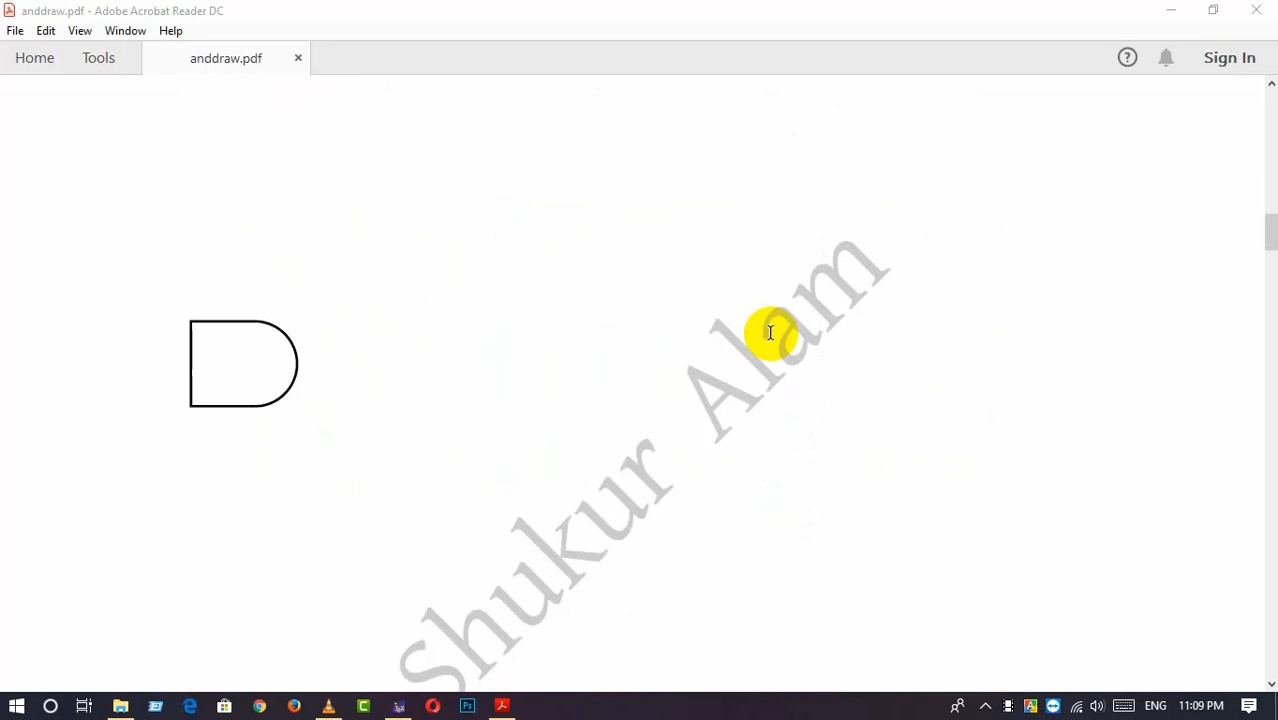 anddraw.pdf - Adobe Acrobat Reader DC
File Edit View Window Help
Home Tools anddraw.pdf × ? Sign In
Shukur Alam
Ps ENG 11:09 PM